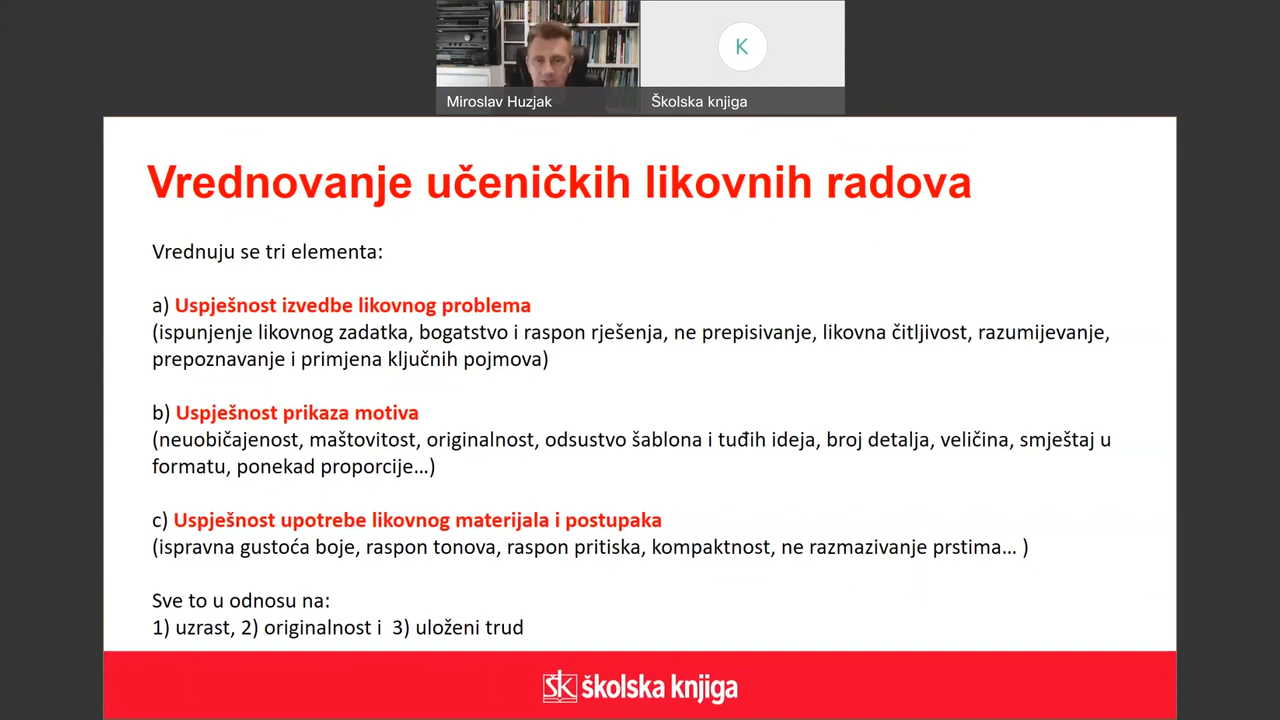 Miroslav Huzjak
K
Školska knjiga
Vrednovanje učeničkih likovnih radova
Vrednuju se tri elementa:
a) Uspješnost izvedbe likovnog problema
(ispunjenje likovnog zadatka, bogatstvo i raspon rješenja, ne prepisivanje, likovna čitljivost, razumijevanje,
prepoznavanje i primjena ključnih pojmova)
b) Uspješnost prikaza motiva
(neuobičajenost, maštovitost, originalnost, odsustvo šablona i tuđih ideja, broj detalja, veličina, smještaj u
formatu, ponekad proporcije...)
c) Uspješnost upotrebe likovnog materijala i postupaka
(ispravna gustoća boje, raspon tonova, raspon pritiska, kompaktnost, ne razmazivanje prstima... )
Sve to u odnosu na:
1) uzrast, 2) originalnost i  3) uloženi trud
šk školska knjiga